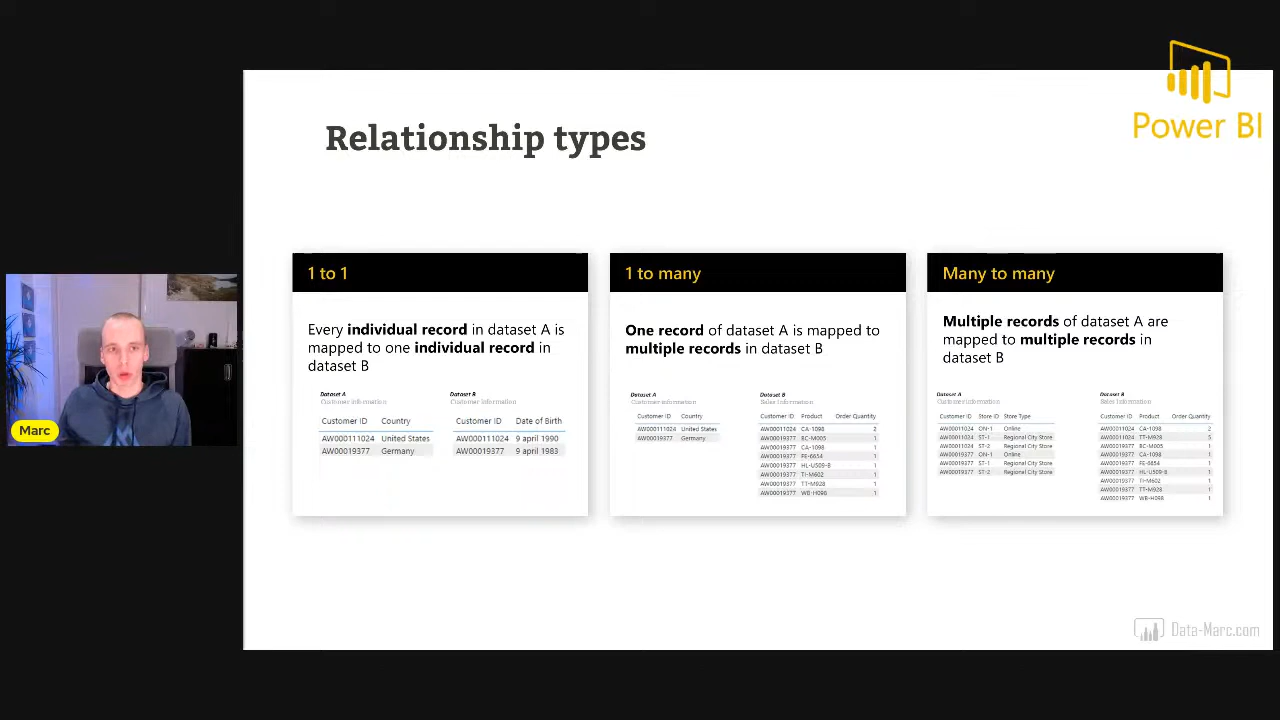 Power BI
Relationship types
1 to 1
Every individual record in dataset A is
mapped to one individual record in
dataset B
Dataset A
Customer information
Customer ID Country
AW000111024 United States
AW00019377 Germany
Dataset B
Customer information
Customer ID Date of Birth
AW000111024 9 april 1990
AW00019377 9 april 1983
1 to many
One record of dataset A is mapped to
multiple records in dataset B
Dataset A
Customer information
Customer ID Country
AW000111024 United States
AW00019377 Germany
Dataset B
Sales information
Customer ID Product Order Quantity
AW00011024 CA-1098 2
AW00019377 BC-M005 1
AW00019377 CA-1098 1
AW00019377 FE-6654 1
AW00019377 HL-U509-B 1
AW00019377 TI-M602 1
AW00019377 TT-M928 1
AW00019377 WB-H098 1
Many to many
Multiple records of dataset A are
mapped to multiple records in
dataset B
Dataset A
Customer information
Customer ID Store ID Store Type
AW00011024 ON-1 Online
AW00011024 ST-1 Regional City Store
AW00011024 ST-2 Regional City Store
AW00019377 ON-1 Online
AW00019377 ST-1 Regional City Store
AW00019377 ST-2 Regional City Store
Dataset B
Sales information
Customer ID Product Order Quantity
AW00011024 CA-1098 2
AW00011024 TT-M928 5
AW00019377 BC-M005 1
AW00019377 CA-1098 1
AW00019377 FE-6654 1
AW00019377 HL-U509-B 1
AW00019377 TI-M602 1
AW00019377 TT-M928 1
AW00019377 WB-H098 1
Marc
Data-Marc.com